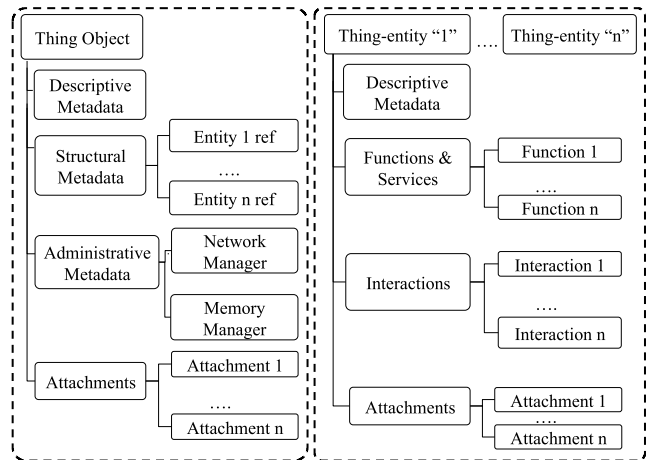 Thing Object
Descriptive
Metadata
Structural
Metadata
Entity 1 ref
....
Entity n ref
Administrative
Metadata
Network
Manager
Memory
Manager
Attachments
Attachment 1
....
Attachment n
Thing-entity “1”
....
Thing-entity “n”
Descriptive
Metadata
Functions &
Services
Function 1
....
Function n
Interactions
Interaction 1
....
Interaction n
Attachments
Attachment 1
....
Attachment n